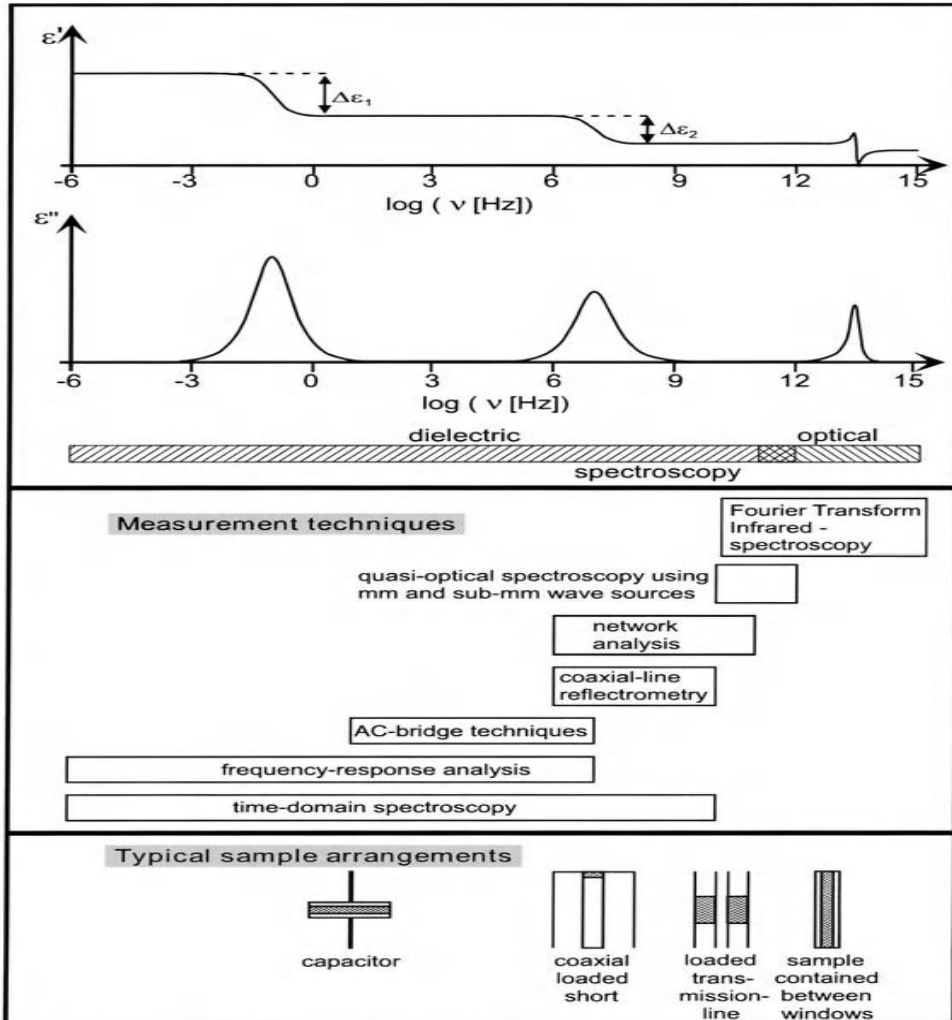 ε'
Δε₁
Δε₂
-6 -3 0 3 6 9 12 15
log ( ν [Hz])
ε"
-6 -3 0 3 6 9 12 15
log ( ν [Hz])
dielectric optical
spectroscopy
Measurement techniques
Fourier Transform
Infrared -
spectroscopy
quasi-optical spectroscopy using
mm and sub-mm wave sources
network
analysis
coaxial-line
reflectrometry
AC-bridge techniques
frequency-response analysis
time-domain spectroscopy
Typical sample arrangements
capacitor
coaxial
loaded
short
loaded
trans-
mission-
line
sample
contained
between
windows